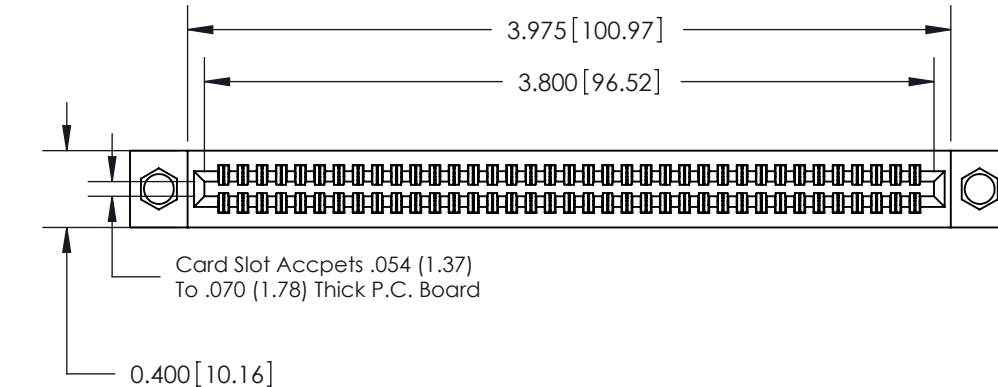 3.975[100.97]
3.800[96.52]
Card Slot Accpets .054 (1.37)
To .070 (1.78) Thick P.C. Board
0.400[10.16]